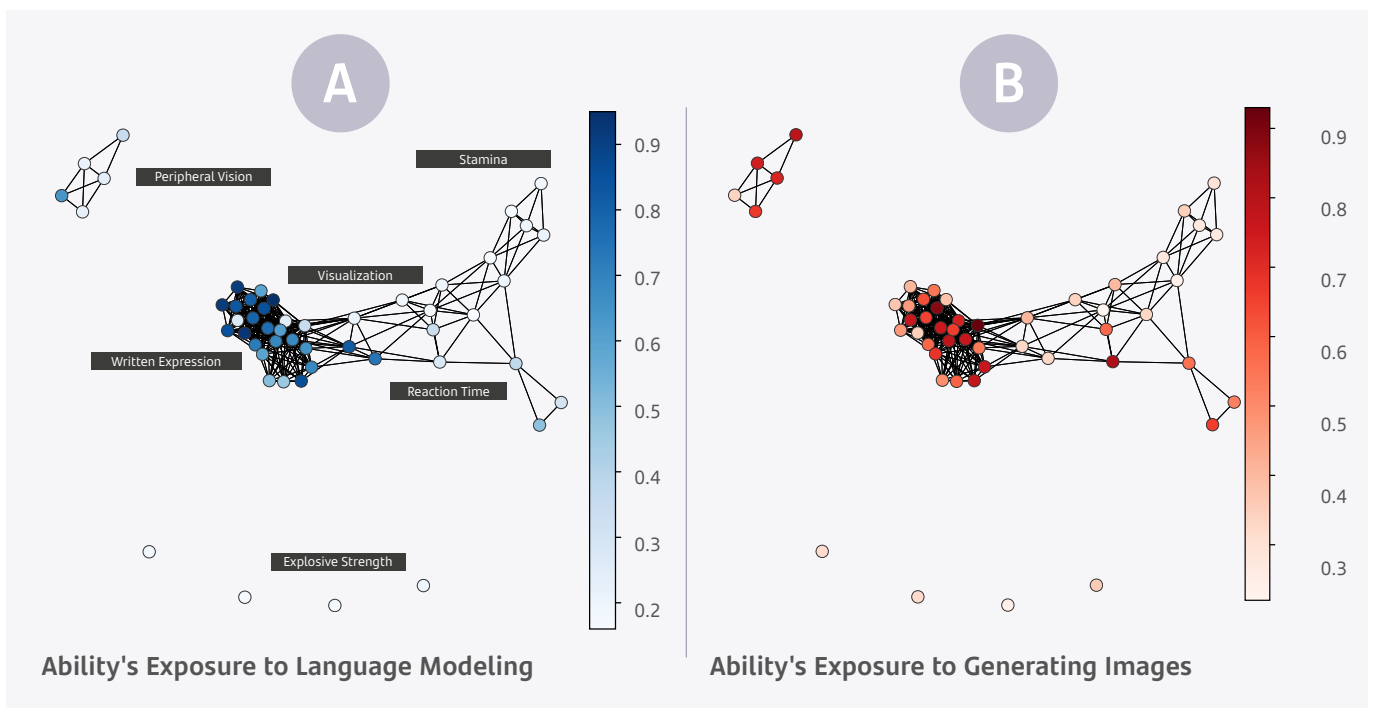 A
B
Stamina
Peripheral Vision
Visualization
Written Expression
Reaction Time
Explosive Strength
0.9
0.8
0.7
0.6
0.5
0.4
0.3
0.2
0.9
0.8
0.7
0.6
0.5
0.4
0.3
Ability's Exposure to Language Modeling
Ability's Exposure to Generating Images